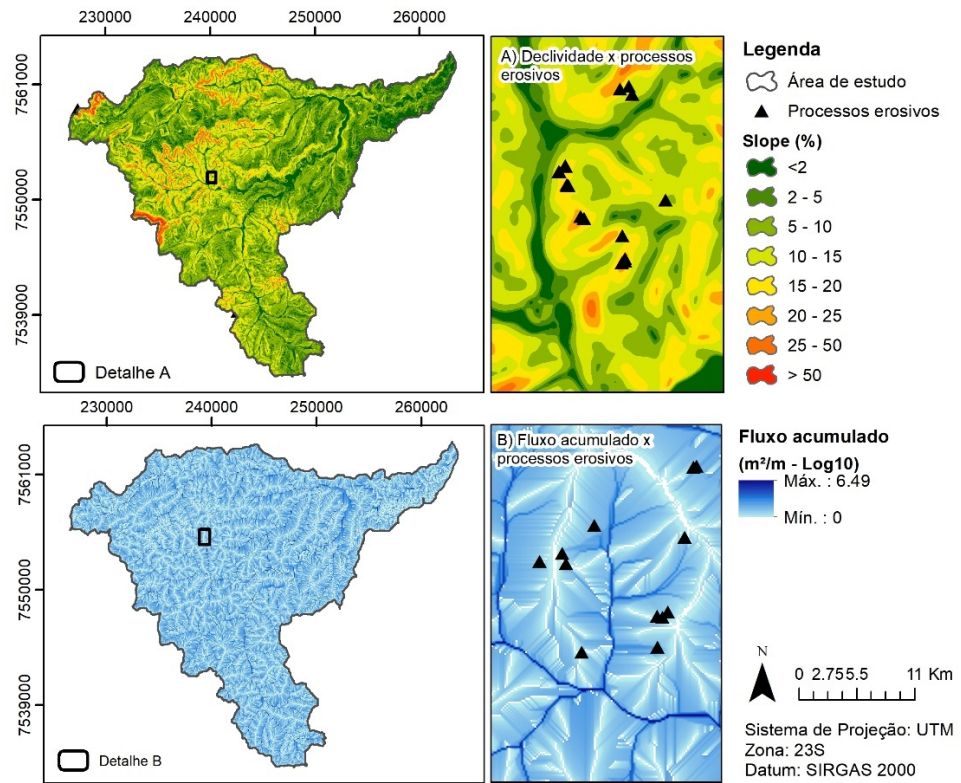 230000 240000 250000 260000
7561000
7550000
7539000
Detalhe A
A) Declividade x processos
erosivos
Legenda
Área de estudo
Processos erosivos
Slope (%)
<2
2 - 5
5 - 10
10 - 15
15 - 20
20 - 25
25 - 50
> 50
230000 240000 250000 260000
7561000
7550000
7539000
Detalhe B
B) Fluxo acumulado x
processos erosivos
Fluxo acumulado
(m²/m - Log10)
Máx. : 6.49
Mín. : 0
N
0 2.755.5 11 Km
Sistema de Projeção: UTM
Zona: 23S
Datum: SIRGAS 2000